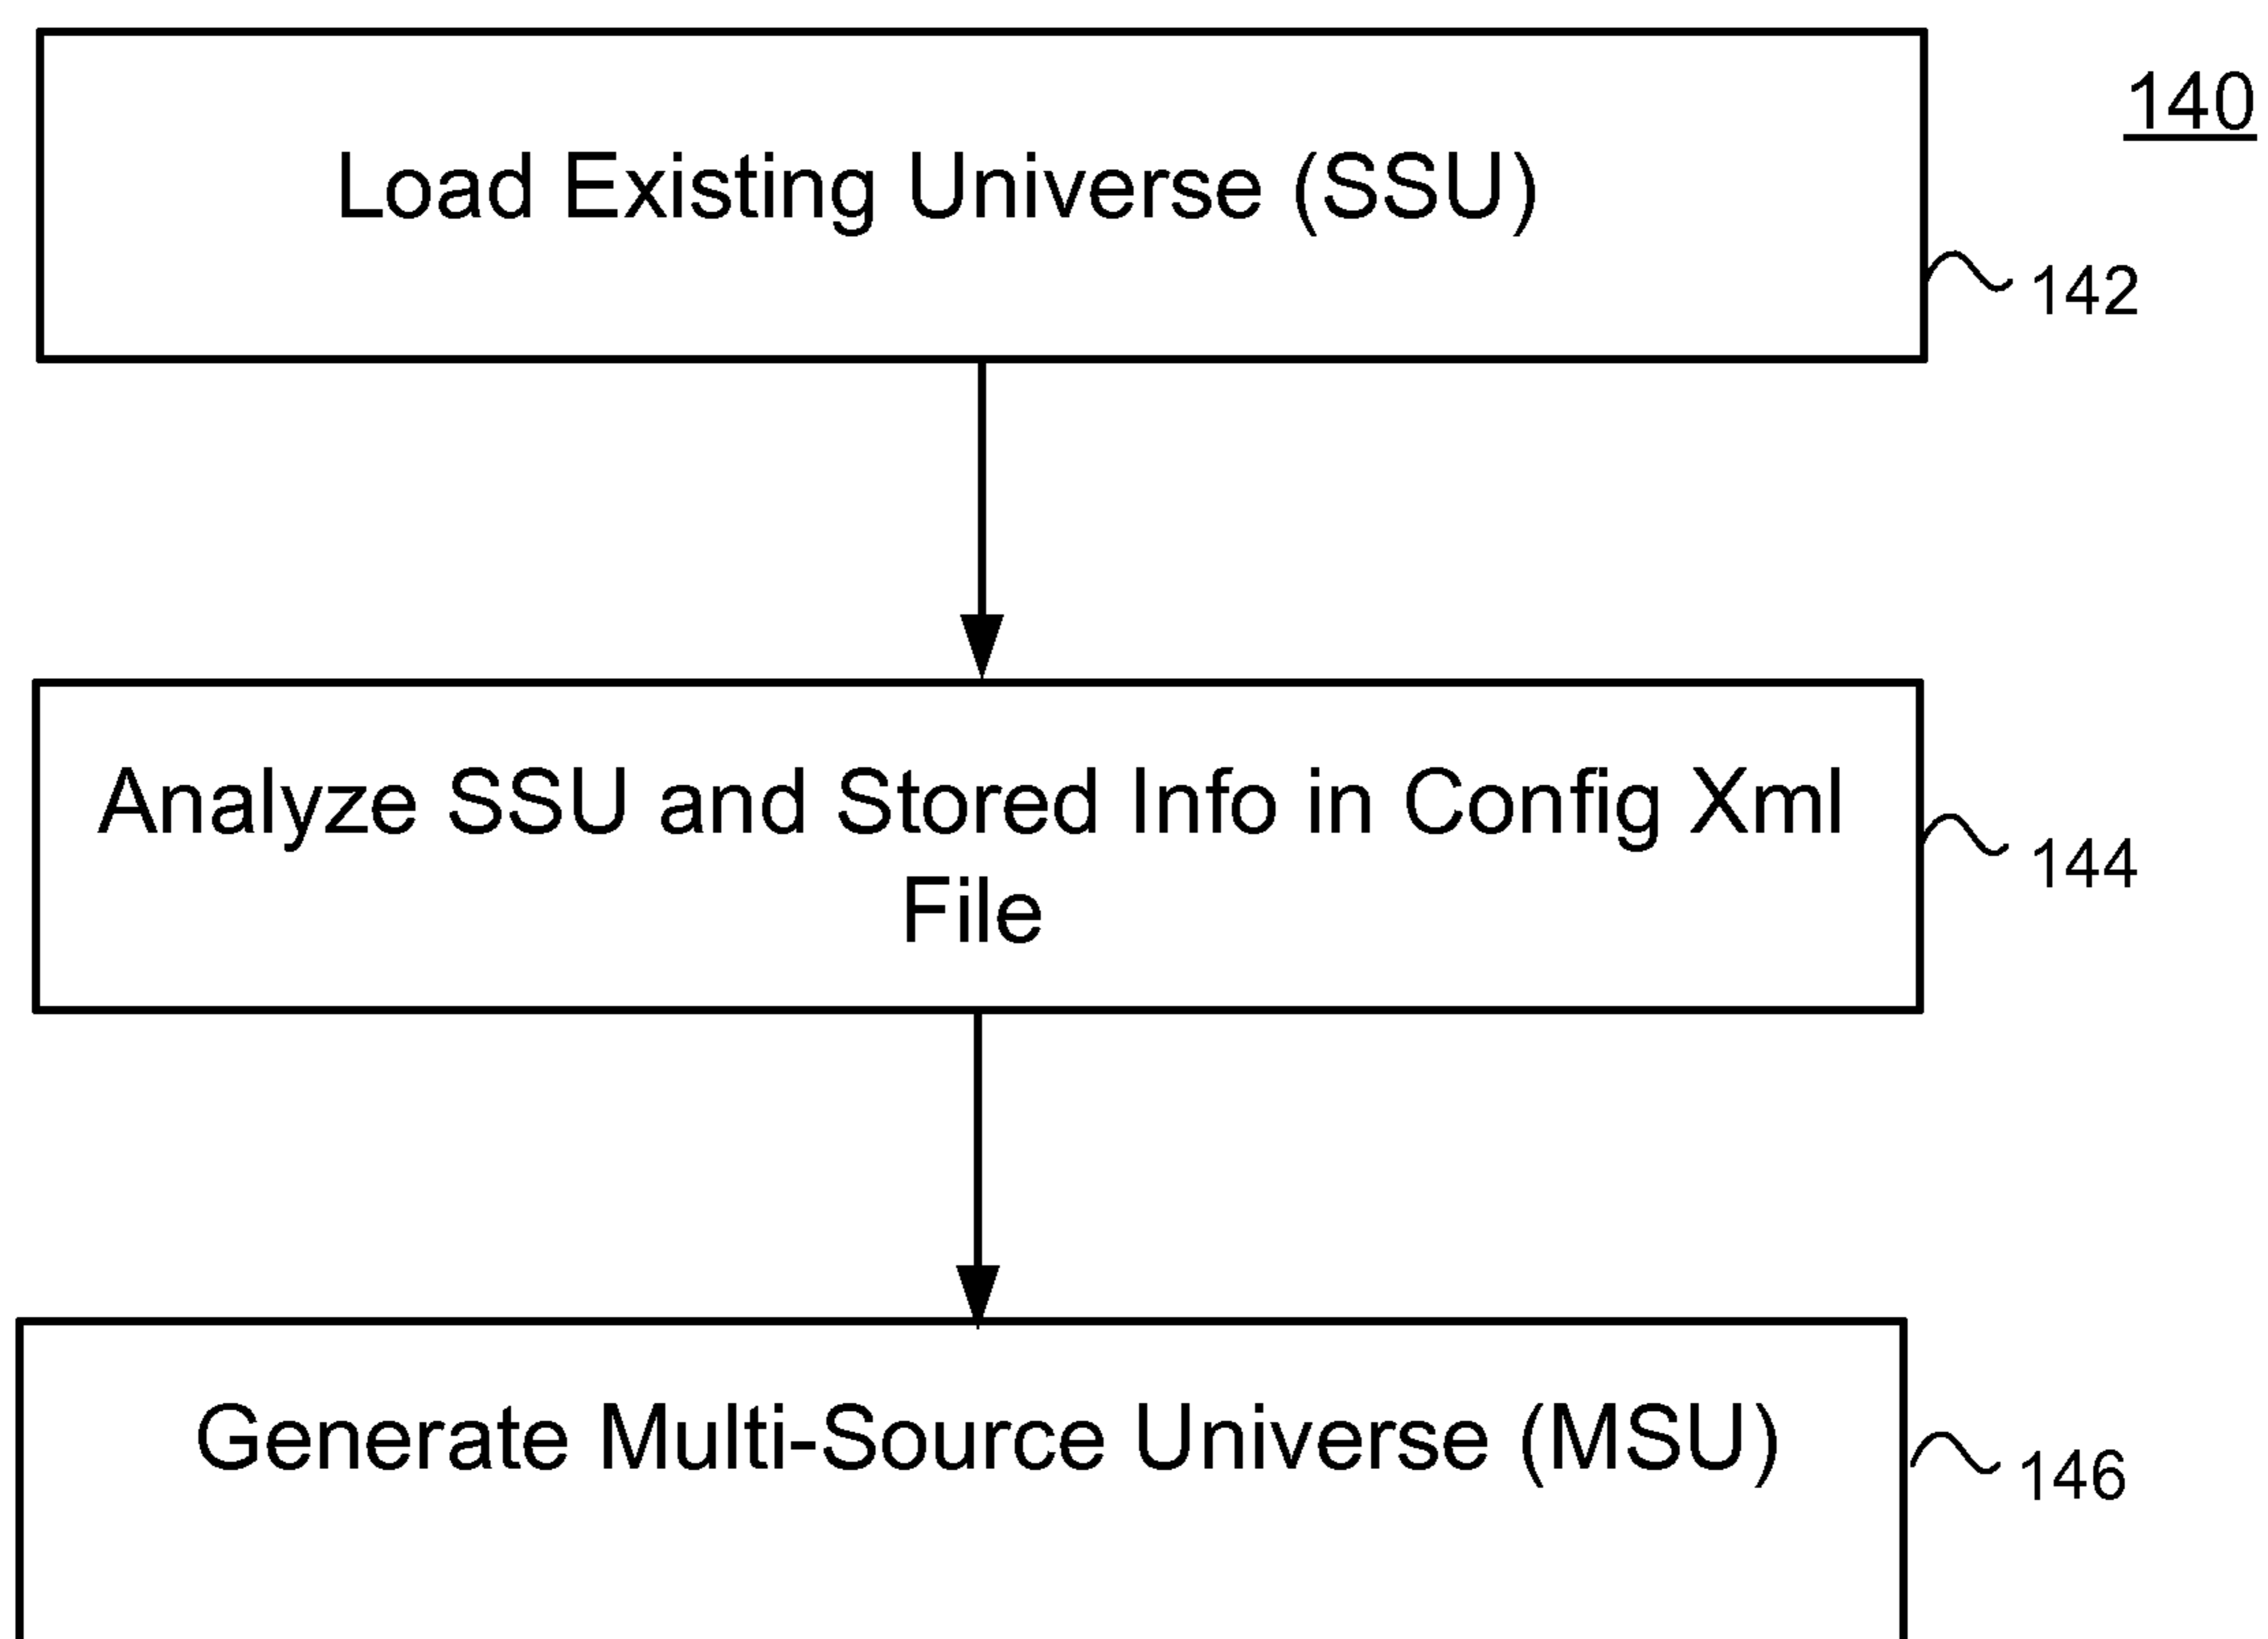 140
Load Existing Universe (SSU)
142
Analyze SSU and Stored Info in Config Xml
File
144
Generate Multi-Source Universe (MSU)
146